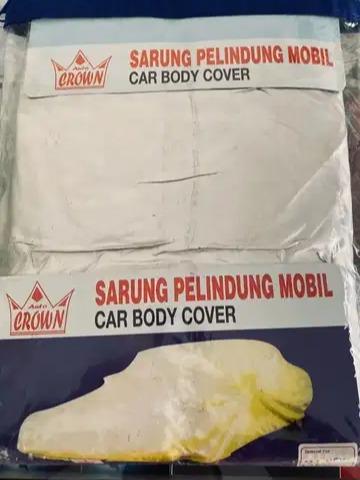 Auto
CROWN
SARUNG PELINDUNG MOBIL
CAR BODY COVER
Auto
CROWN
SARUNG PELINDUNG MOBIL
CAR BODY COVER